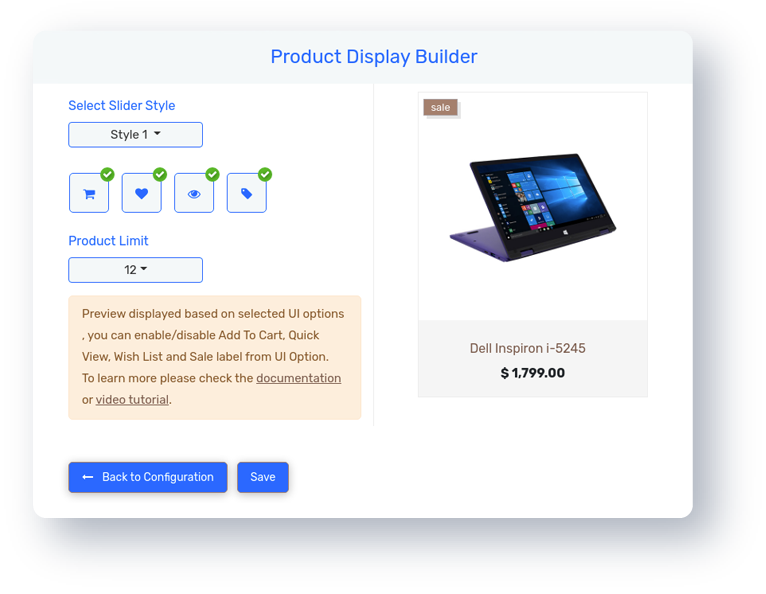 Product Display Builder
Select Slider Style
Style 1
Product Limit
12
Preview displayed based on selected UI options
, you can enable/disable Add To Cart, Quick
View, Wish List and Sale label from UI Option.
To learn more please check the documentation
or video tutorial.
Back to Configuration
Save
sale
Dell Inspiron i-5245
$ 1,799.00